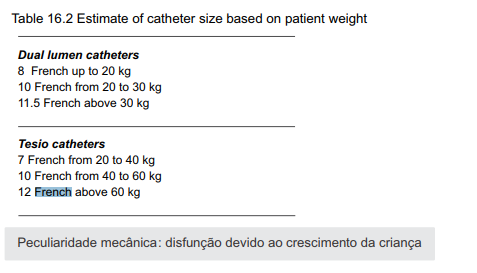 Table 16.2 Estimate of catheter size based on patient weight
Dual lumen catheters
8 French up to 20 kg
10 French from 20 to 30 kg
11.5 French above 30 kg
Tesio catheters
7 French from 20 to 40 kg
10 French from 40 to 60 kg
12 French above 60 kg
Peculiaridade mecânica: disfunção devido ao crescimento da criança